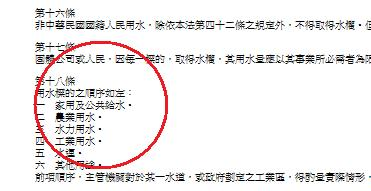 第十六條
非中華民國國籍人民用水，除依本法第四十二條之規定外，不得取得水權。
第十七條
團體公司或人民，因每一標的，取得水權，其用水量應以其事業所必需者為限
第十八條
用水標的之順序如左：
一 家用及公共給水。
二 農業用水。
三 水力用水。
四 工業用水。
五 水運。
六 其他用途。
前項順序，主管機關對於某一水道，或政府劃定之工業區，得酌量實際情形，